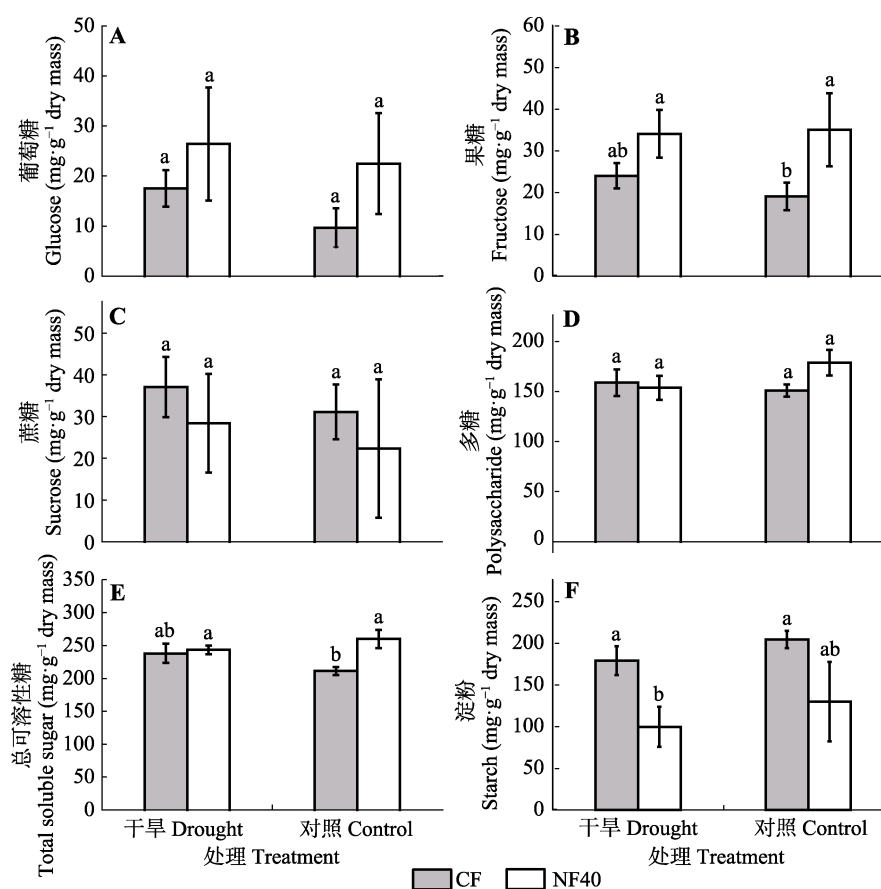 A
葡萄糖
Glucose (mg·g⁻¹ dry mass)
50
40
30
20
10
0
a
a
a
a
B
果糖
Fructose (mg·g⁻¹ dry mass)
60
50
40
30
20
10
0
ab
a
b
a
C
蔗糖
Sucrose (mg·g⁻¹ dry mass)
50
40
30
20
10
0
a
a
a
a
D
多糖
Polysaccharide (mg·g⁻¹ dry mass)
200
150
100
50
0
a
a
a
a
E
总可溶性糖
Total soluble sugar (mg·g⁻¹ dry mass)
350
300
250
200
150
100
50
0
ab
a
b
a
干旱 Drought
对照 Control
处理 Treatment
F
淀粉
Starch (mg·g⁻¹ dry mass)
250
200
150
100
50
0
a
b
a
ab
干旱 Drought
对照 Control
处理 Treatment
CF
NF40